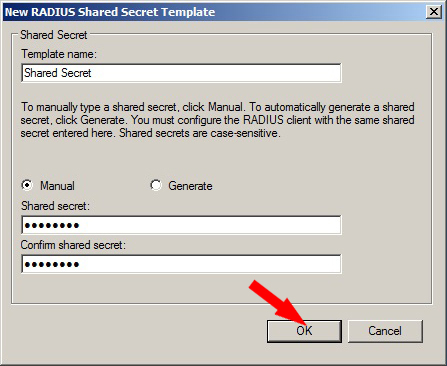 New RADIUS Shared Secret Template
Shared Secret
Template name:
Shared Secret
To manually type a shared secret, click Manual. To automatically generate a shared
secret, click Generate. You must configure the RADIUS client with the same shared
secret entered here. Shared secrets are case-sensitive.
Manual
Generate
Shared secret:
●●●●●●●●
Confirm shared secret:
●●●●●●●●
OK
Cancel